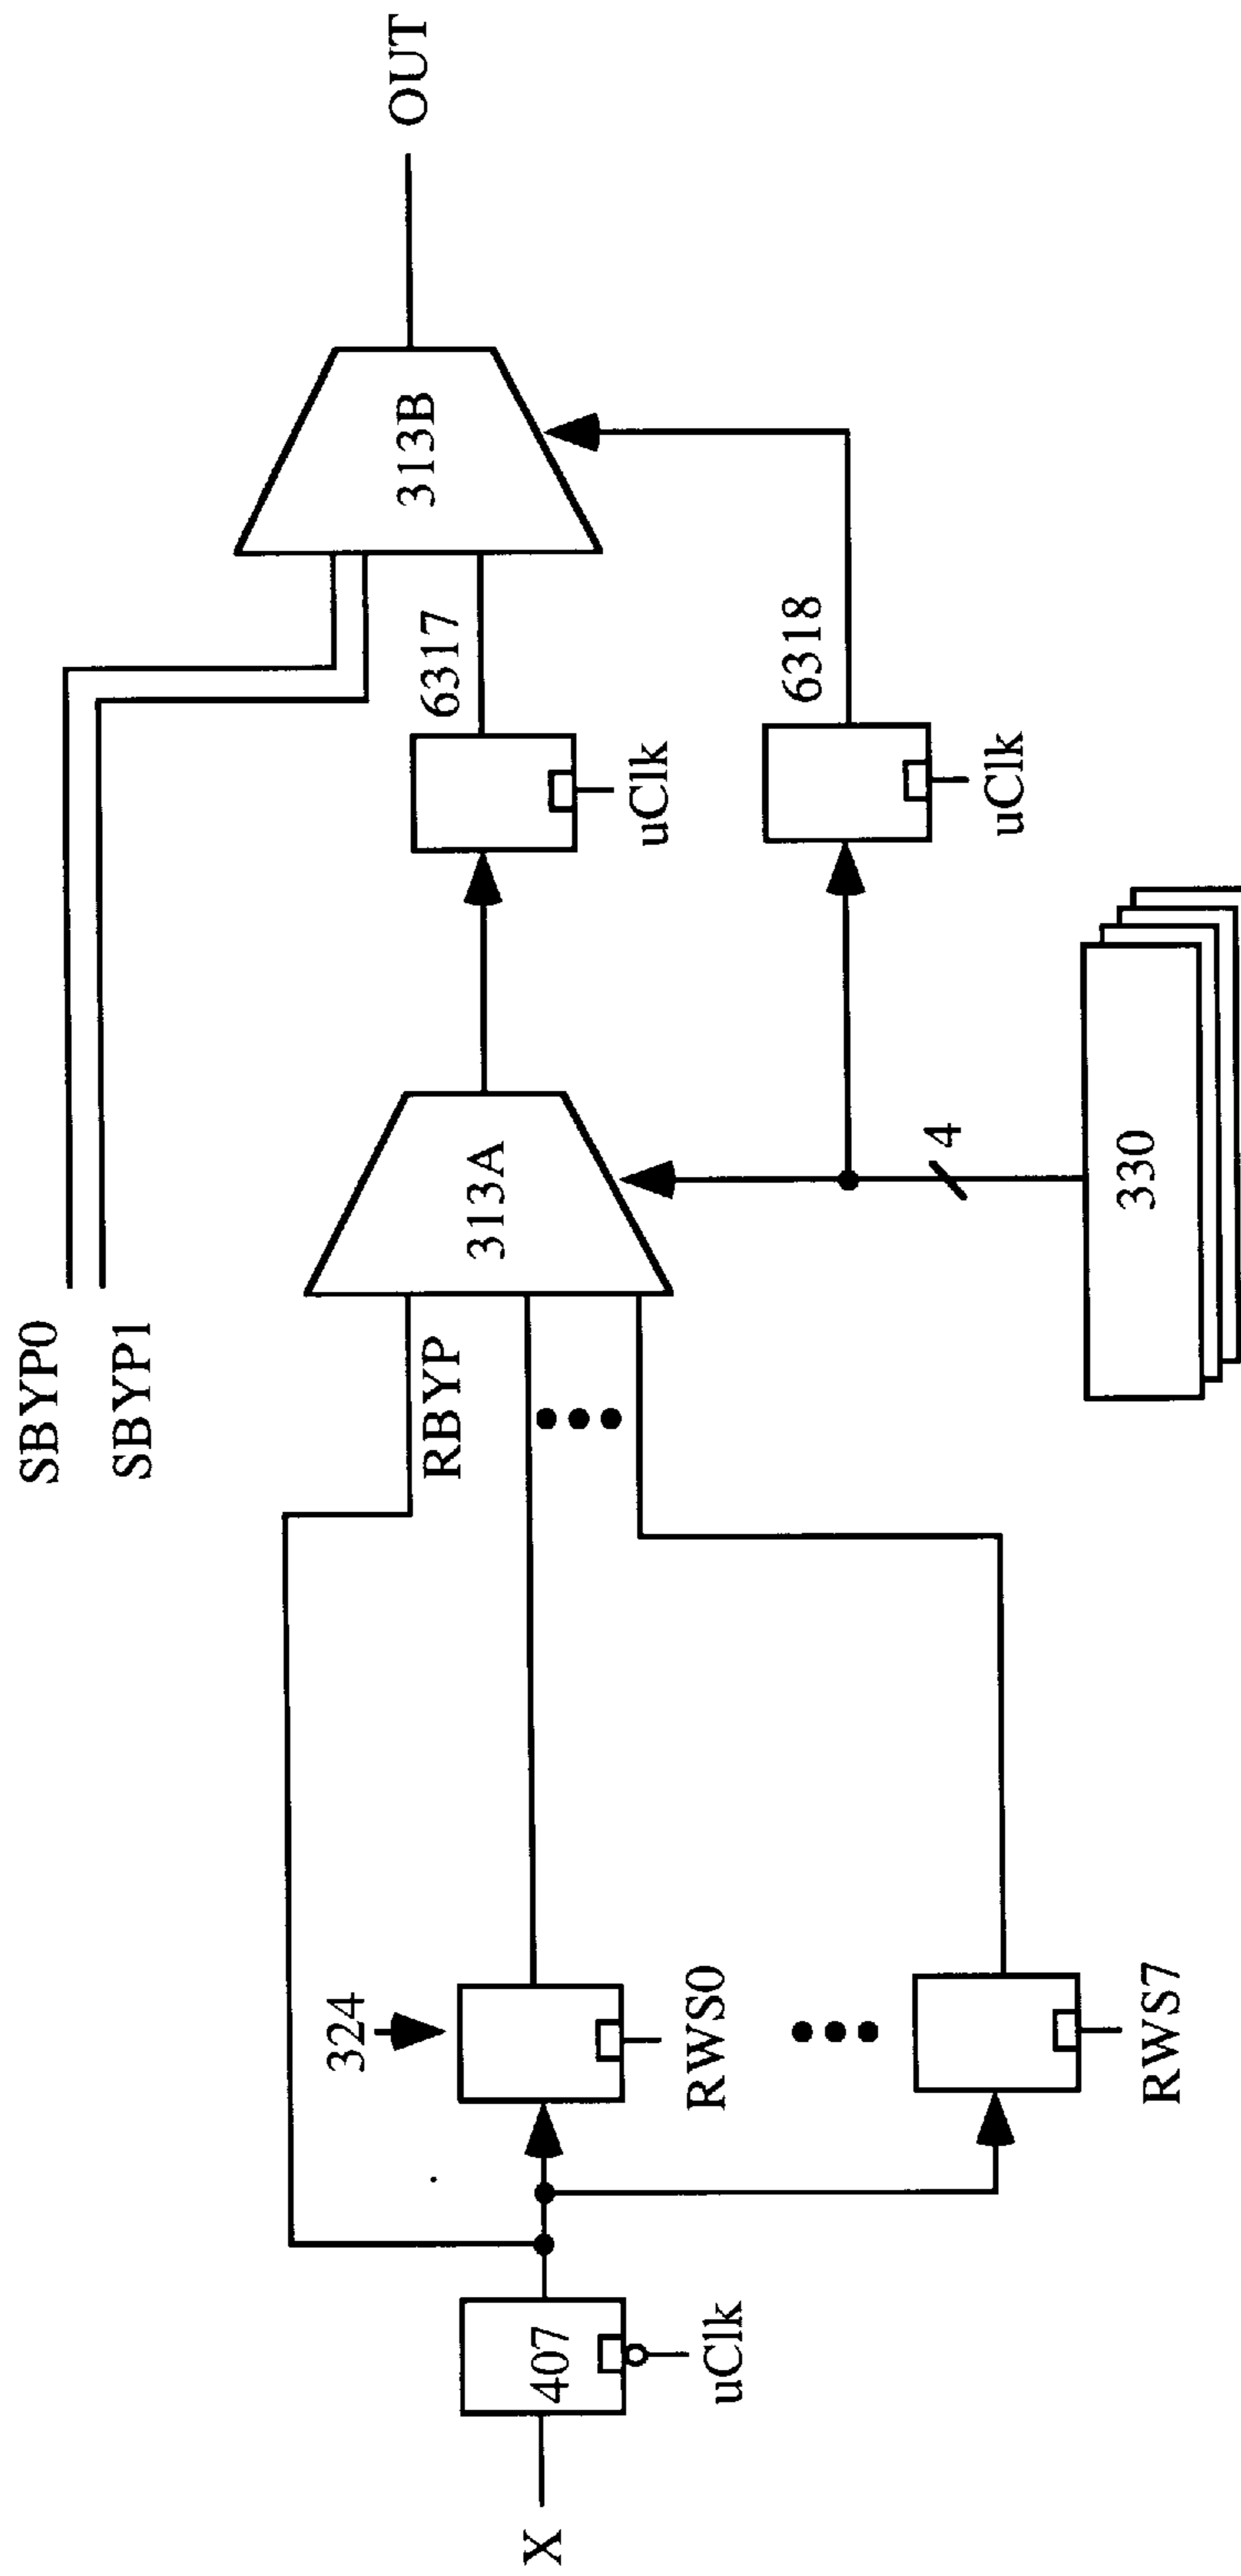 SBYP0
SBYP1
OUT
313B
6317
uClk
6318
uClk
RBYP
313A
4
330
324
RWS0
RWS7
X
407
uClk